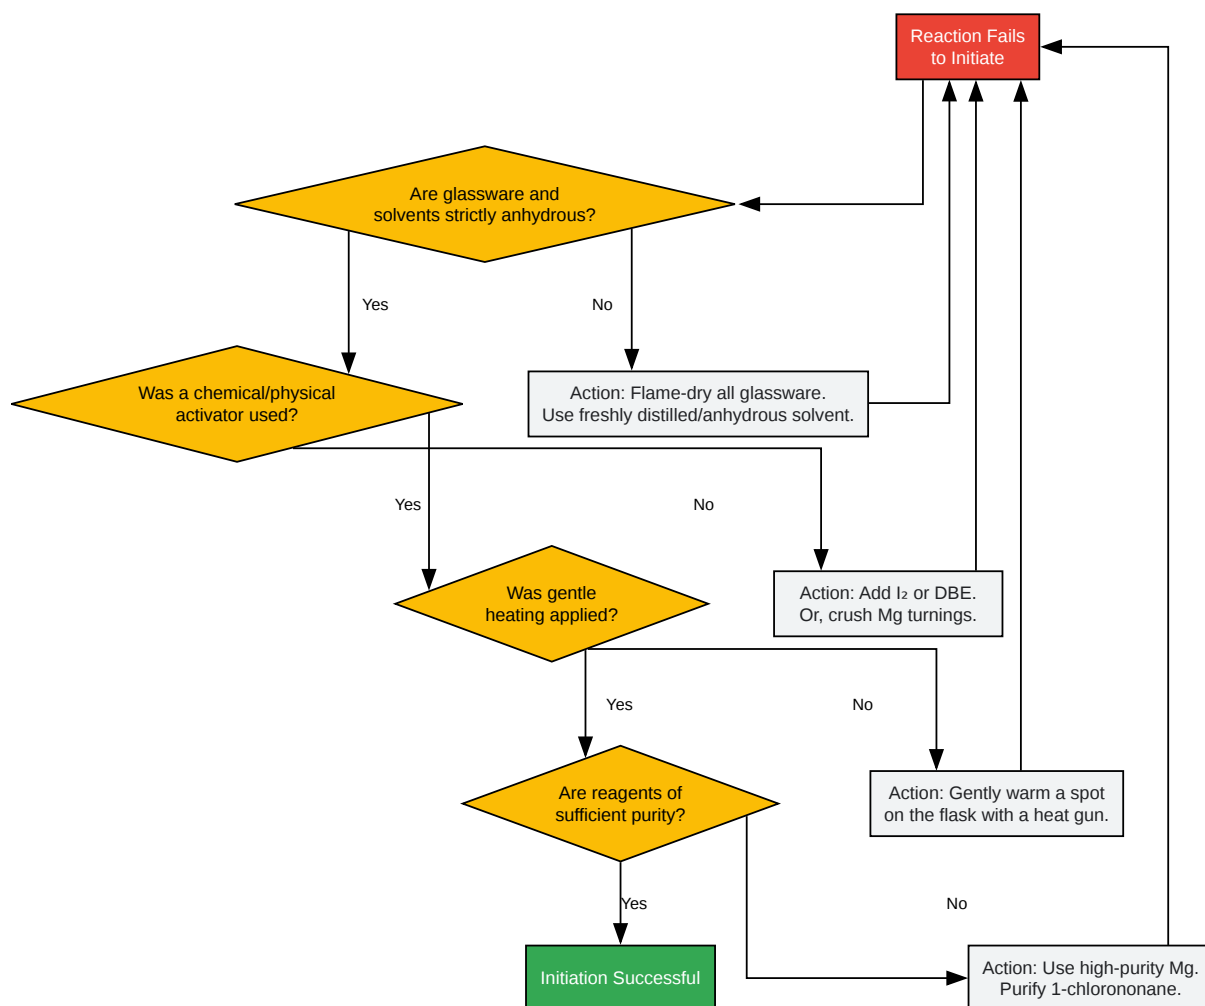 Reaction Fails
to Initiate
Are glassware and
solvents strictly anhydrous?
Yes
No
Was a chemical/physical
activator used?
Action: Flame-dry all glassware.
Use freshly distilled/anhydrous solvent.
Yes
No
Was gentle
heating applied?
Action: Add I₂ or DBE.
Or, crush Mg turnings.
Yes
No
Are reagents of
sufficient purity?
Action: Gently warm a spot
on the flask with a heat gun.
Yes
No
Initiation Successful
Action: Use high-purity Mg.
Purify 1-chlorononane.